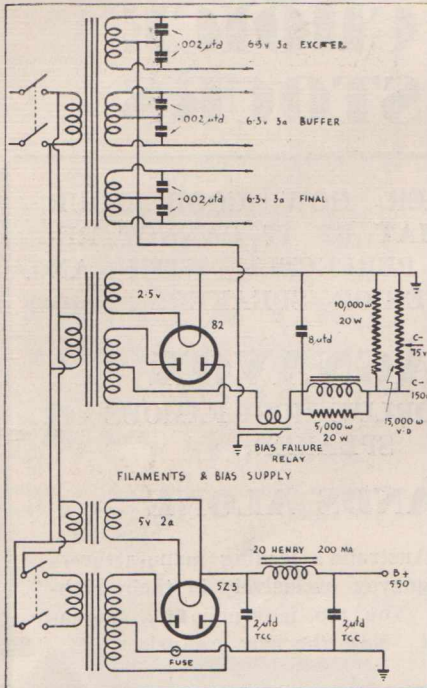 ·002 µfd
6·3v 3a EXCITER
·002 µfd
6·3v 3a BUFFER
·002 µfd
6·3v 3a FINAL
2·5v
82
8 µfd
10,000 ω
20 W
C-
75v
C-
150v
5,000 ω
20 W
15,000 ω
V·D
BIAS FAILURE
RELAY
FILAMENTS & BIAS SUPPLY
5v 2a
5Z3
20 HENRY 200 MA
B+
550
2 µfd
TCC
2 µfd
TCC
FUSE